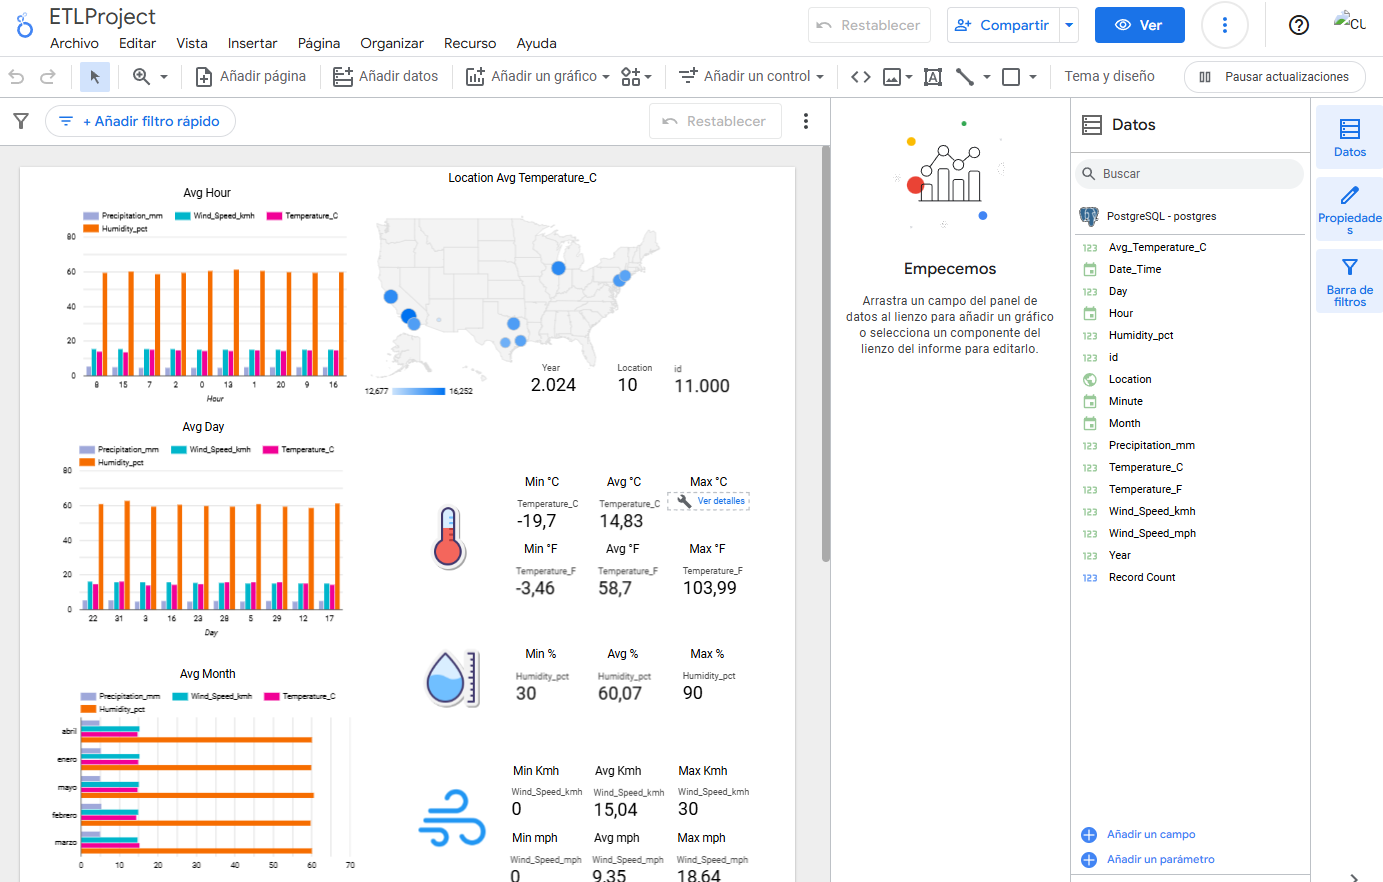 ETLProject
Archivo Editar Vista Insertar Página Organizar Recurso Ayuda
Restablecer
Compartir
Ver
Añadir página
Añadir datos
Añadir un gráfico
Añadir un control
Tema y diseño
Pausar actualizaciones
+ Añadir filtro rápido
Restablecer
Avg Hour
Precipitation_mm Wind_Speed_kmh Temperature_C
Humidity_pct
80
60
40
20
0
8 15 7 2 0 13 1 20 9 16
Hour
Location Avg Temperature_C
12,677 16,252
Year
2.024
Location
10
id
11.000
Avg Day
Precipitation_mm Wind_Speed_kmh Temperature_C
Humidity_pct
80
60
40
20
0
22 31 3 16 23 28 5 29 12 17
Day
Min °C Avg °C Max °C
Temperature_C Temperature_C Ver detalles
-19,7 14,83
Min °F Avg °F Max °F
Temperature_F Temperature_F Temperature_F
-3,46 58,7 103,99
Min % Avg % Max %
Humidity_pct Humidity_pct Humidity_pct
30 60,07 90
Avg Month
Precipitation_mm Wind_Speed_kmh Temperature_C
Humidity_pct
abril
enero
mayo
febrero
marzo
0 10 20 30 40 50 60 70
Min Kmh Avg Kmh Max Kmh
Wind_Speed_kmh Wind_Speed_kmh Wind_Speed_kmh
0 15,04 30
Min mph Avg mph Max mph
Wind_Speed_mph Wind_Speed_mph Wind_Speed_mph
0 9,35 18,64
Empecemos
Arrastra un campo del panel de
datos al lienzo para añadir un gráfico
o selecciona un componente del
lienzo del informe para editarlo.
Datos
Buscar
PostgreSQL - postgres
123 Avg_Temperature_C
Date_Time
123 Day
Hour
123 Humidity_pct
123 id
Location
Minute
Month
123 Precipitation_mm
123 Temperature_C
123 Temperature_F
123 Wind_Speed_kmh
123 Wind_Speed_mph
Year
123 Record Count
Añadir un campo
Añadir un parámetro
Datos
Propiedade
s
Barra de
filtros